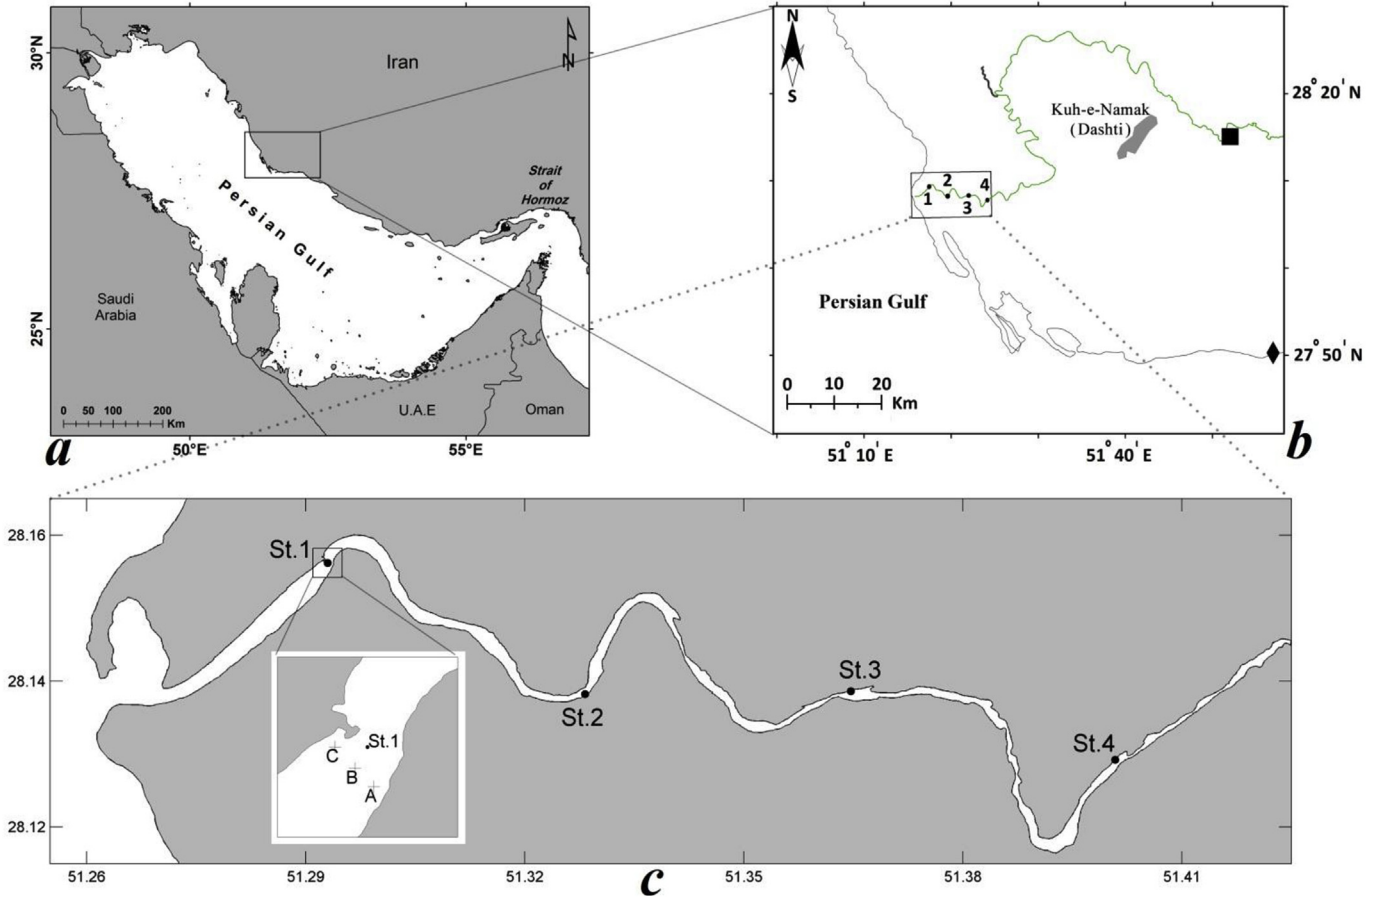 30°N
25°N
50°E
55°E
Iran
N
Strait
of
Hormoz
Persian Gulf
Saudi
Arabia
U.A.E
Oman
0 50 100 200
Km
a
N
S
28° 20' N
27° 50' N
51° 10' E
51° 40' E
Kuh-e-Namak
(Dashti)
1
2
3
4
Persian Gulf
0 10 20
Km
b
28.16
28.14
28.12
St.1
St.2
St.3
St.4
St.1
C
B
A
51.26
51.29
51.32
51.35
51.38
51.41
c